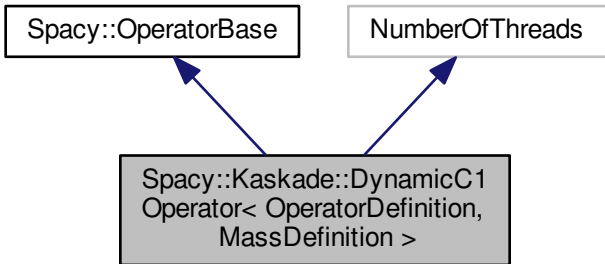 Spacy::OperatorBase
NumberOfThreads
Spacy::Kaskade::DynamicC1
Operator< OperatorDefinition,
MassDefinition >